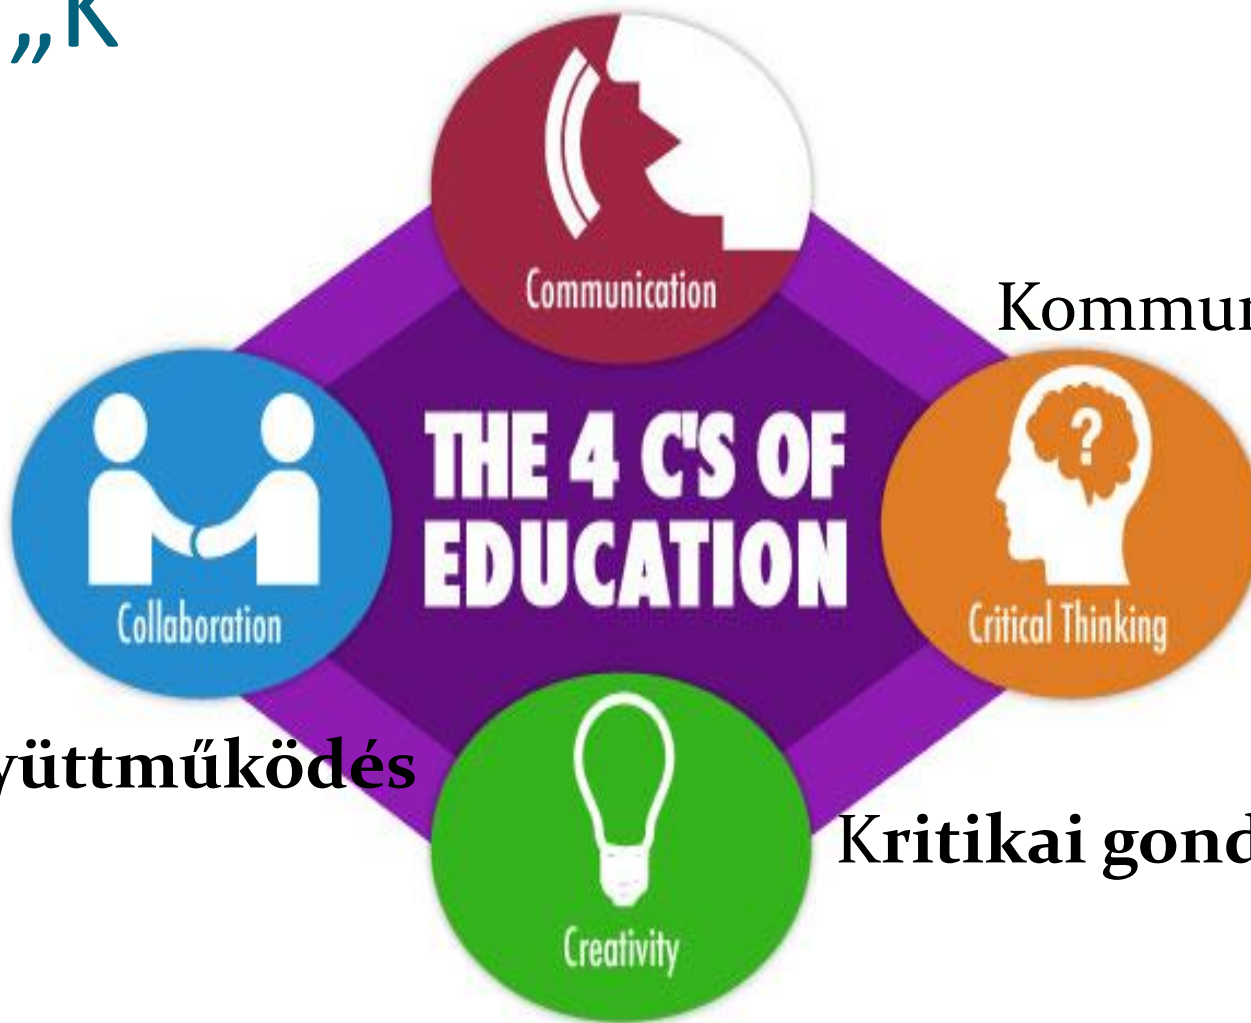 „K
Communication
Kommun
THE 4 C'S OF
EDUCATION
?
Collaboration
Critical Thinking
yüttműködés
Kritikai gond
Creativity